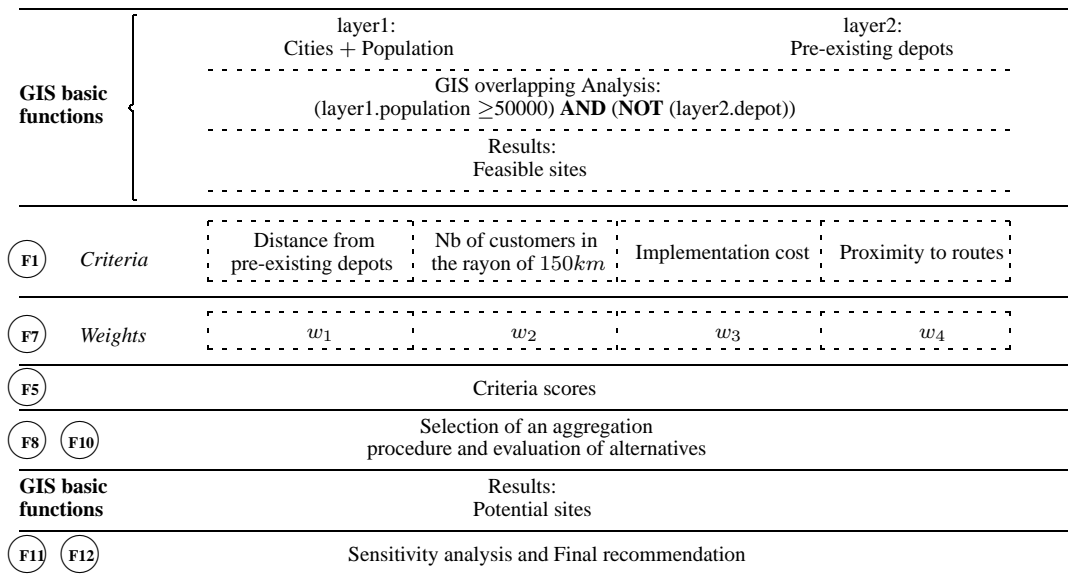 layer1:
layer2:
Cities + Population
Pre-existing depots
GIS basic
functions
GIS overlapping Analysis:
(layer1.population ≥50000) AND (NOT (layer2.depot))
Results:
Feasible sites
F1
Criteria
Distance from
pre-existing depots
Nb of customers in
the rayon of 150km
Implementation cost
Proximity to routes
F7
Weights
w1
w2
w3
w4
F5
Criteria scores
F8
F10
Selection of an aggregation
procedure and evaluation of alternatives
GIS basic
functions
Results:
Potential sites
F11
F12
Sensitivity analysis and Final recommendation